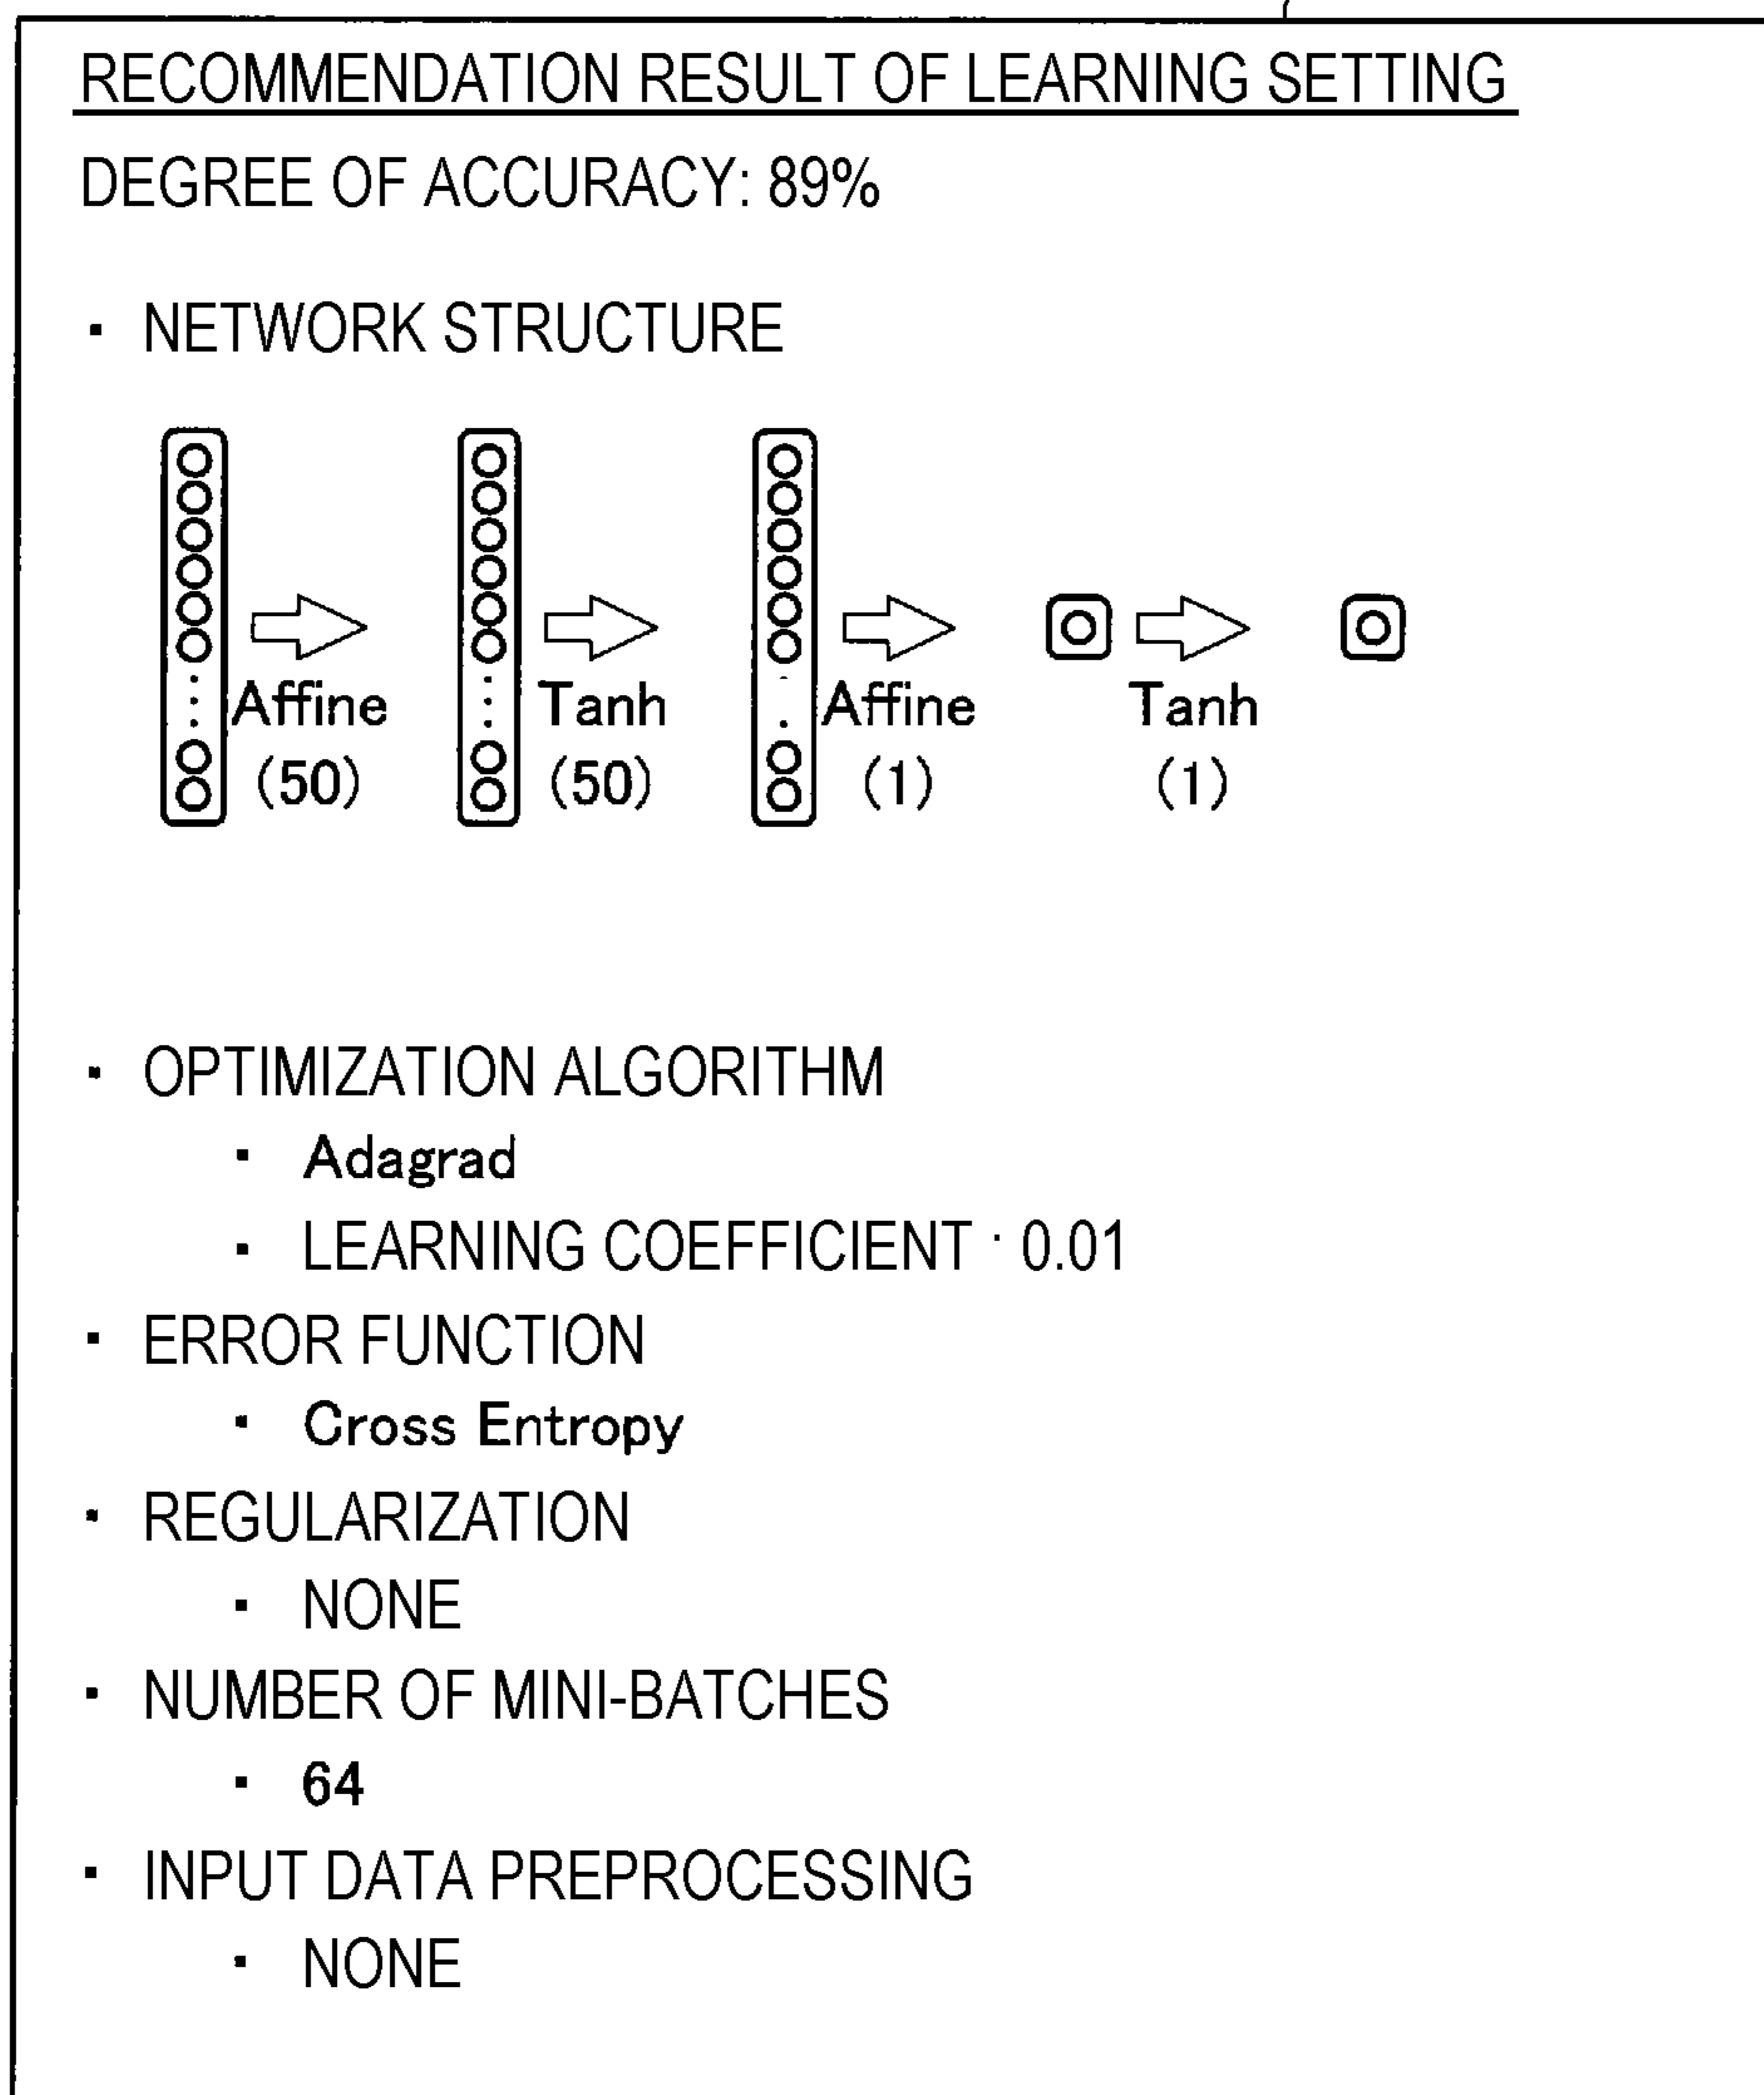 RECOMMENDATION RESULT OF LEARNING SETTING
DEGREE OF ACCURACY: 89%
▪ NETWORK STRUCTURE
Affine Tanh Affine Tanh
(50) (50) (1) (1)
▪ OPTIMIZATION ALGORITHM
▪ Adagrad
▪ LEARNING COEFFICIENT · 0.01
▪ ERROR FUNCTION
▪ Cross Entropy
▪ REGULARIZATION
▪ NONE
▪ NUMBER OF MINI-BATCHES
▪ 64
▪ INPUT DATA PREPROCESSING
▪ NONE